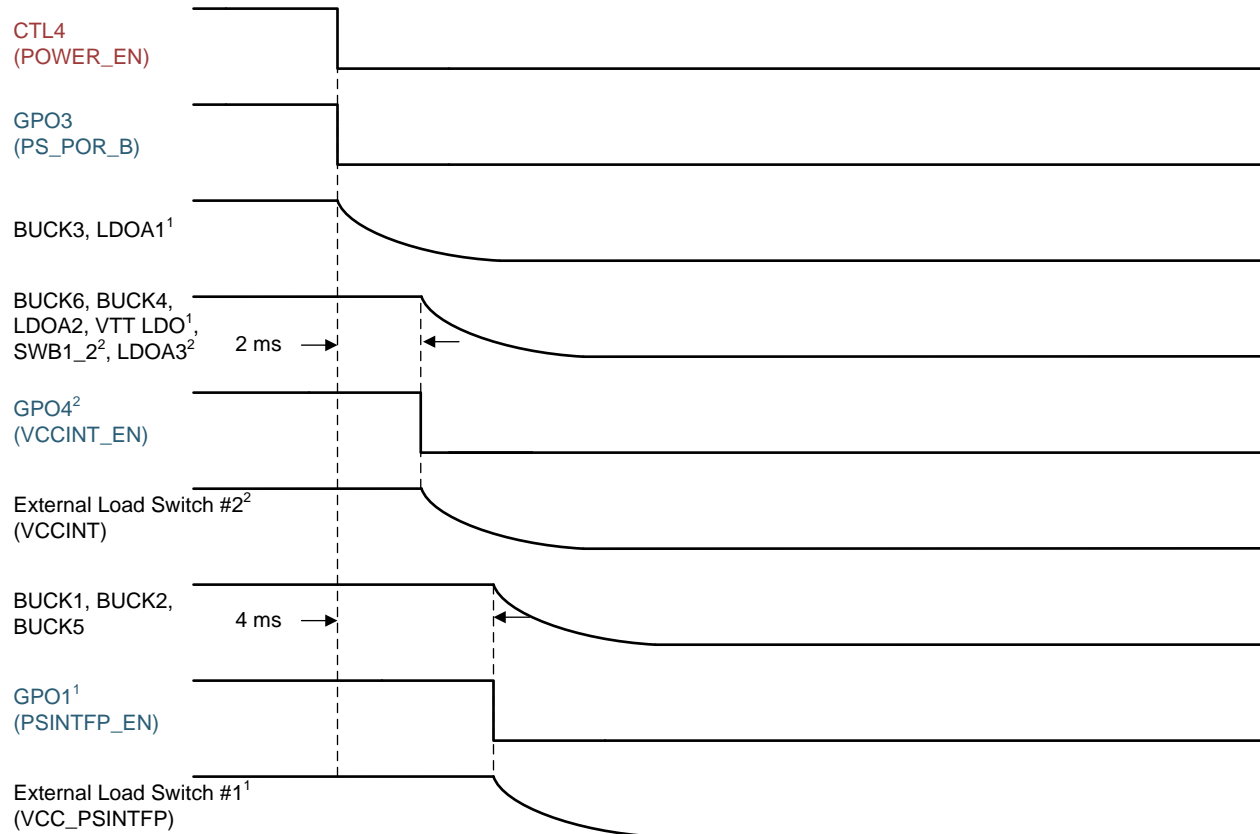 CTL4
(POWER_EN)
GPO3
(PS_POR_B)
BUCK3, LDOA1¹
BUCK6, BUCK4,
LDOA2, VTT LDO¹,
SWB1_2², LDOA3²
2 ms
GPO4²
(VCCINT_EN)
External Load Switch #2²
(VCCINT)
BUCK1, BUCK2,
BUCK5
4 ms
GPO1¹
(PSINTFP_EN)
External Load Switch #1¹
(VCC_PSINTFP)